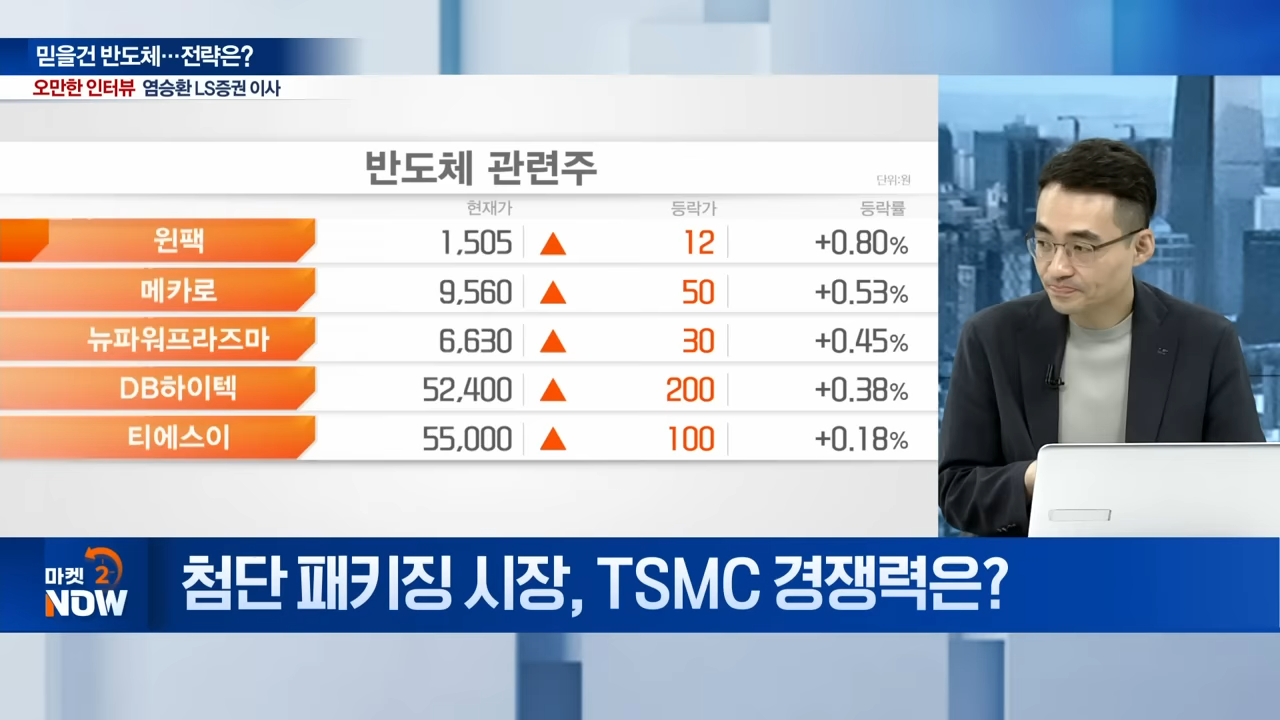 믿을건 반도체…전략은?
오만한 인터뷰 염승환 LS증권 이사
반도체 관련주
단위:원
현재가 등락가 등락률
윈팩 1,505 ▲ 12 +0.80%
메카로 9,560 ▲ 50 +0.53%
뉴파워프라즈마 6,630 ▲ 30 +0.45%
DB하이텍 52,400 ▲ 200 +0.38%
티에스이 55,000 ▲ 100 +0.18%
마켓 2
NOW
첨단 패키징 시장, TSMC 경쟁력은?